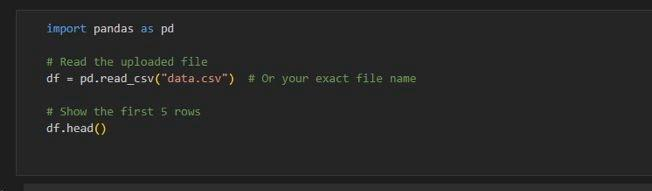 import pandas as pd
# Read the uploaded file
df = pd.read_csv("data.csv")  # Or your exact file name
# Show the first 5 rows
df.head()